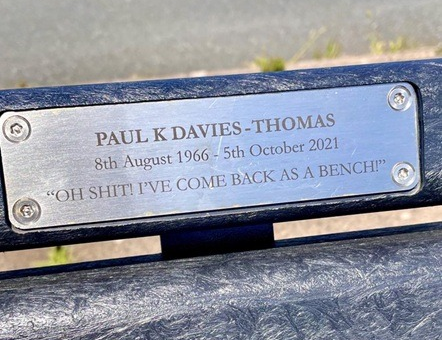 PAUL K DAVIES-THOMAS
8th August 1966 - 5th October 2021
“OH SHIT! I’VE COME BACK AS A BENCH!”